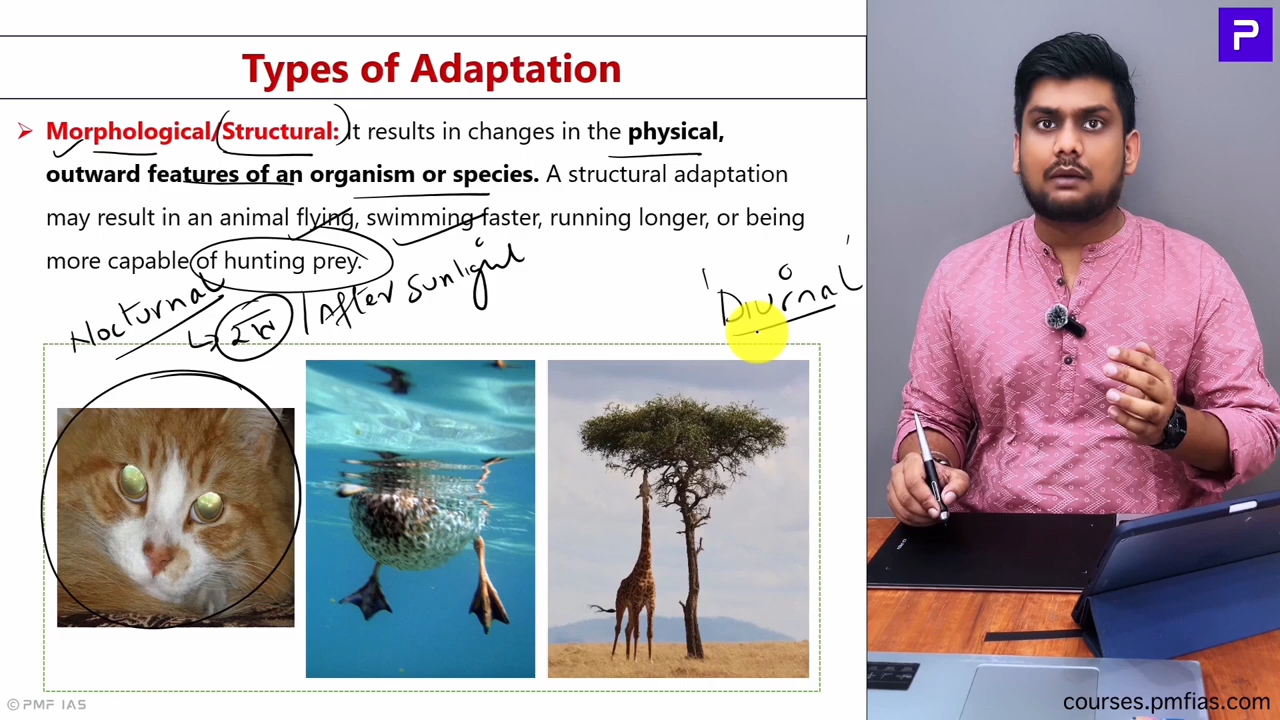 P
Types of Adaptation
➢ Morphological/Structural: It results in changes in the physical,
outward features of an organism or species. A structural adaptation
may result in an animal flying, swimming faster, running longer, or being
more capable of hunting prey.
Nocturnal
After Sunlight
Diurnal
© PMF IAS
courses.pmfias.com